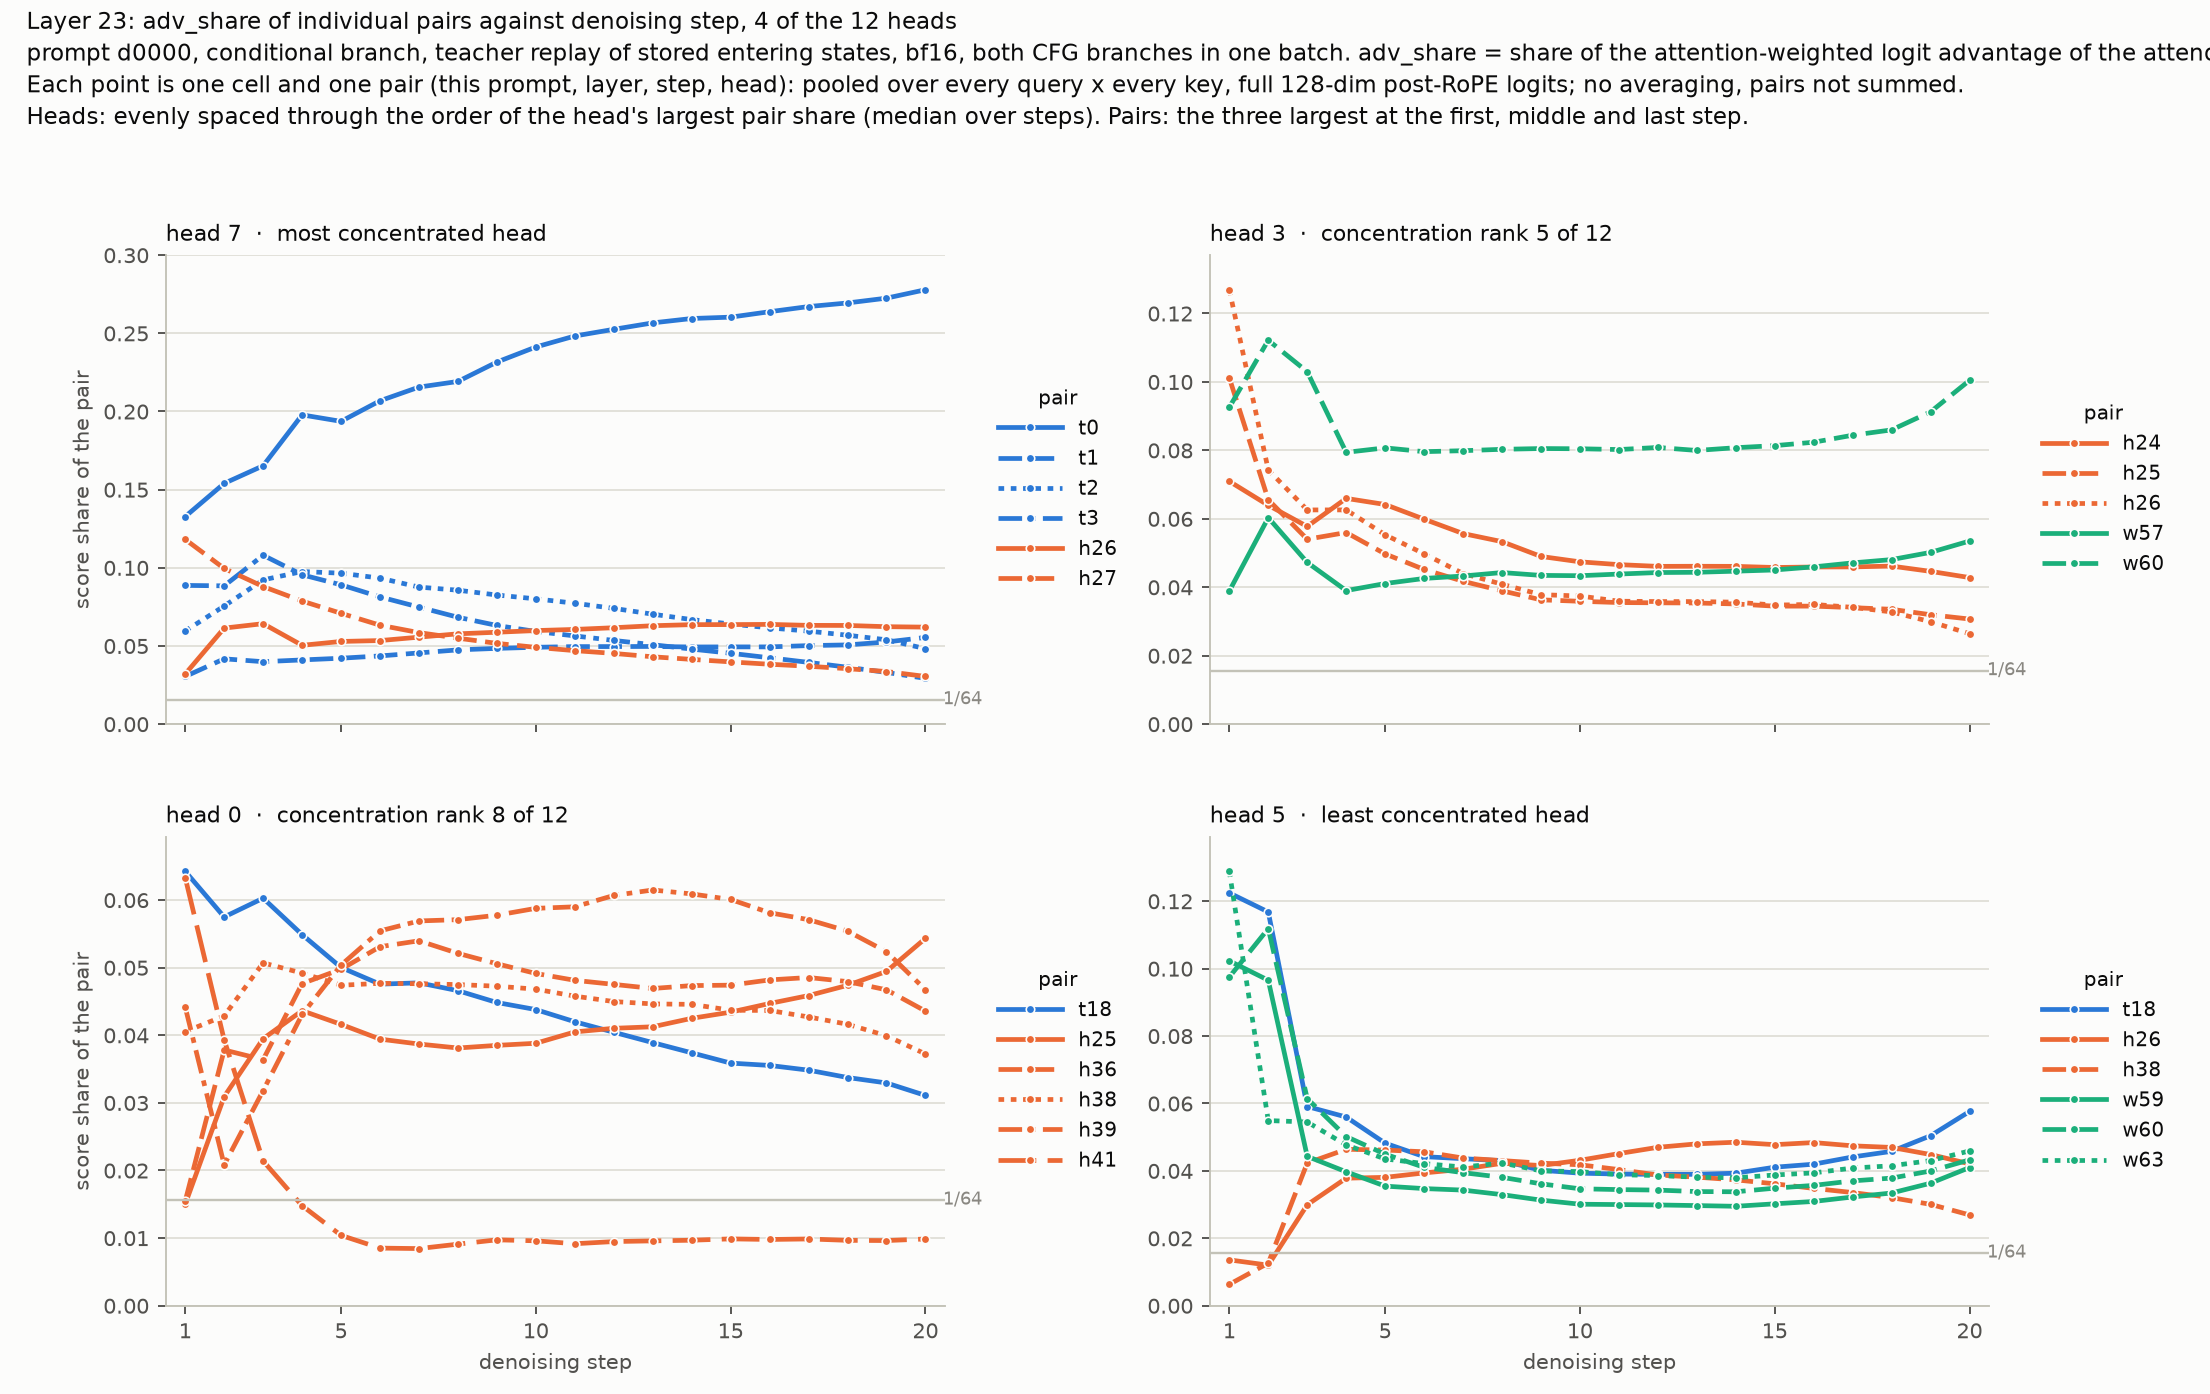 Layer 23: adv_share of individual pairs against denoising step, 4 of the 12 heads
prompt d0000, conditional branch, teacher replay of stored entering states, bf16, both CFG branches in one batch. adv_share = share of the attention-weighted logit advantage of the
Each point is one cell and one pair (this prompt, layer, step, head): pooled over every query x every key, full 128-dim post-RoPE logits; no averaging, pairs not summed.
Heads: evenly spaced through the order of the head's largest pair share (median over steps). Pairs: the three largest at the first, middle and last step.
head 7 · most concentrated head
score share of the pair
0.30
0.25
0.20
0.15
0.10
0.05
0.00
1/64
pair
t0
t1
t2
t3
h26
h27
head 3 · concentration rank 5 of 12
0.12
0.10
0.08
0.06
0.04
0.02
0.00
1/64
pair
h24
h25
h26
w57
w60
head 0 · concentration rank 8 of 12
score share of the pair
0.06
0.05
0.04
0.03
0.02
0.01
0.00
1/64
1 5 10 15 20
denoising step
pair
t18
h25
h36
h38
h39
h41
head 5 · least concentrated head
0.12
0.10
0.08
0.06
0.04
0.02
0.00
1/64
1 5 10 15 20
denoising step
pair
t18
h26
h38
w59
w60
w63